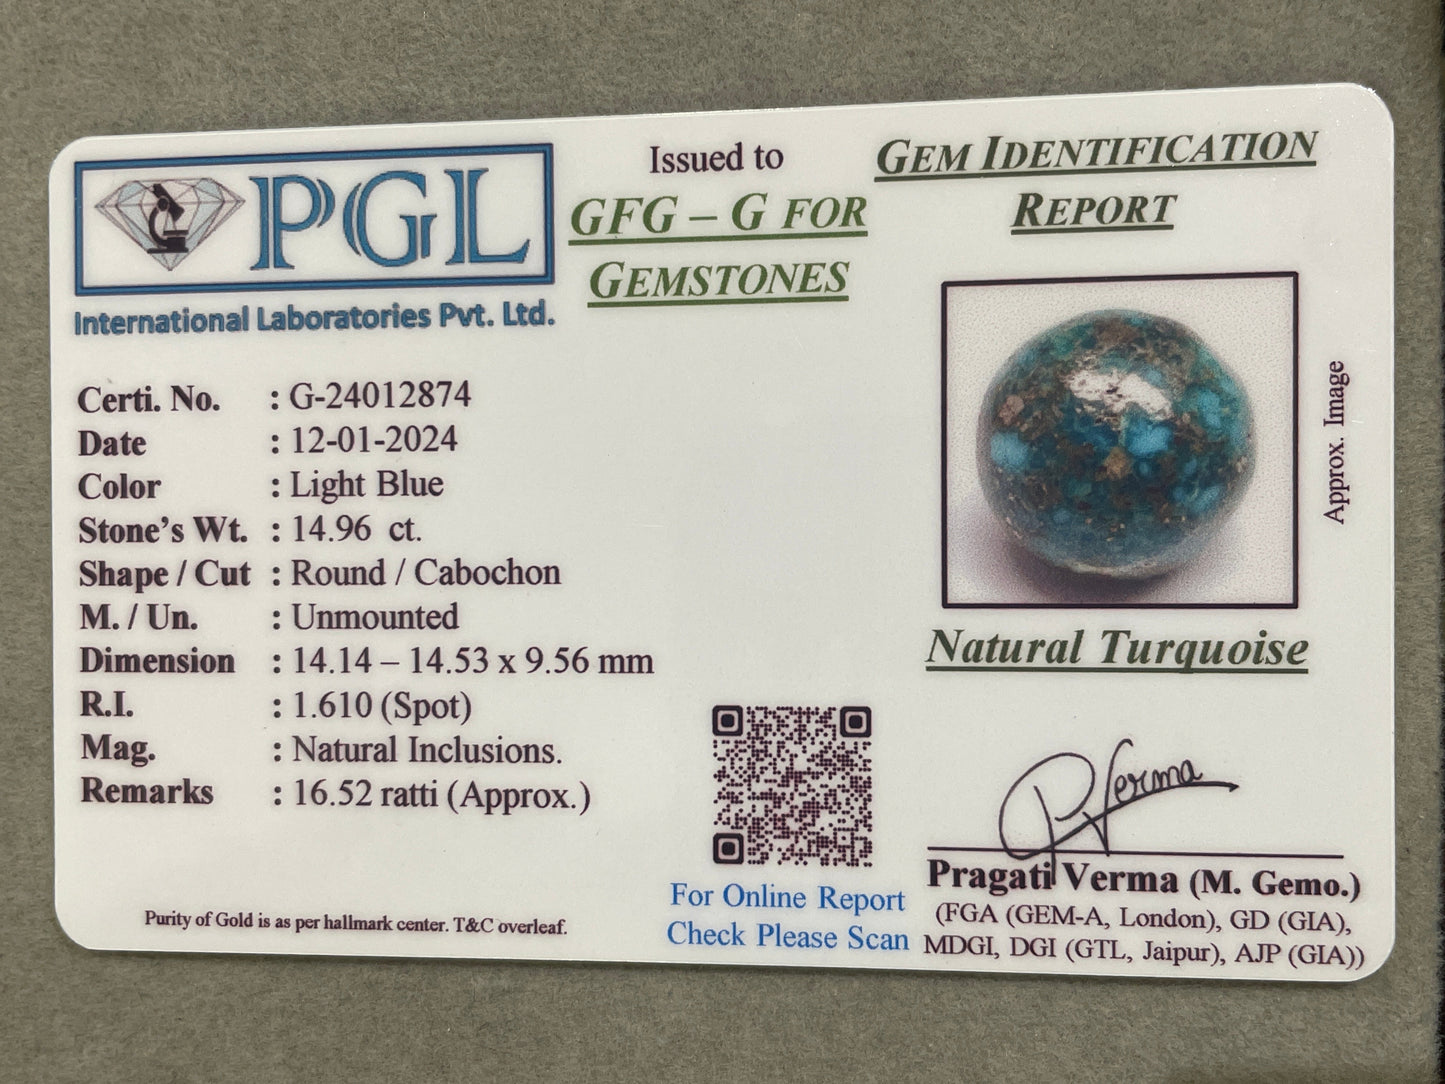 PGL
International Laboratories Pvt. Ltd.
Issued to
GFG – G FOR
GEMSTONES
GEM IDENTIFICATION
REPORT
Certi. No. : G-24012874
Date : 12-01-2024
Color : Light Blue
Stone's Wt. : 14.96 ct.
Shape / Cut : Round / Cabochon
M. / Un. : Unmounted
Dimension : 14.14 – 14.53 x 9.56 mm
R.I. : 1.610 (Spot)
Mag. : Natural Inclusions.
Remarks : 16.52 ratti (Approx.)
Purity of Gold is as per hallmark center. T&C overleaf.
For Online Report
Check Please Scan
Approx. Image
Natural Turquoise
PVerma
Pragati Verma (M. Gemo.)
(FGA (GEM-A, London), GD (GIA),
MDGI, DGI (GTL, Jaipur), AJP (GIA))